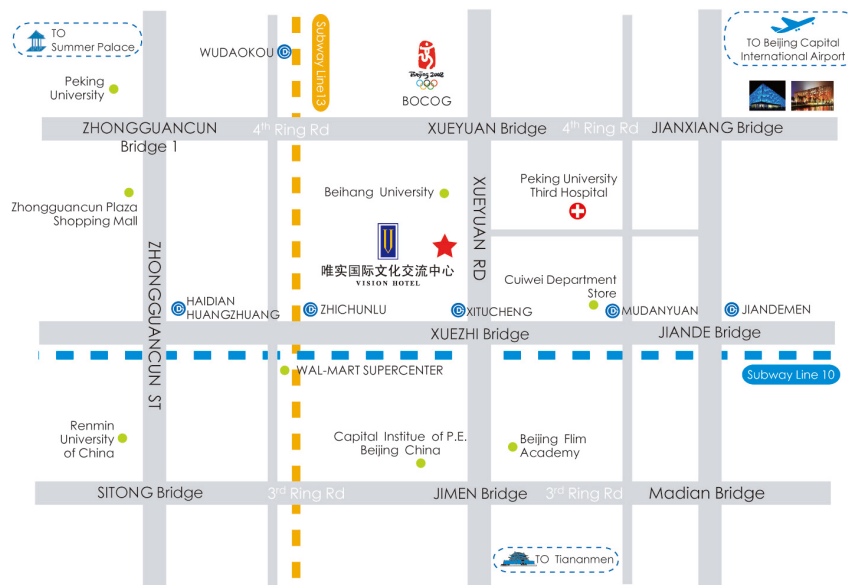 TO
Summer Palace
WUDAOKOU
Subway Line13
Beijing 2008
BOCOG
TO Beijing Capital
International Airport
Peking
University
ZHONGGUANCUN
Bridge 1
4th Ring Rd
XUEYUAN Bridge
4th Ring Rd
JIANXIANG Bridge
Zhongguancun Plaza
Shopping Mall
Beihang University
XUEYUAN RD
Peking University
Third Hospital
唯实国际文化交流中心
VISION HOTEL
ZHONGGUANCUN ST
Cuiwei Department
Store
HAIDIAN
HUANGZHUANG
ZHICHUNLU
XITUCHENG
MUDANYUAN
JIANDEMEN
XUEZHI Bridge
JIANDE Bridge
WAL-MART SUPERCENTER
Subway Line 10
Renmin
University
of China
Capital Institue of P.E.
Beijing China
Beijing Flim
Academy
SITONG Bridge
3rd Ring Rd
JIMEN Bridge
3rd Ring Rd
Madian Bridge
TO Tiananmen